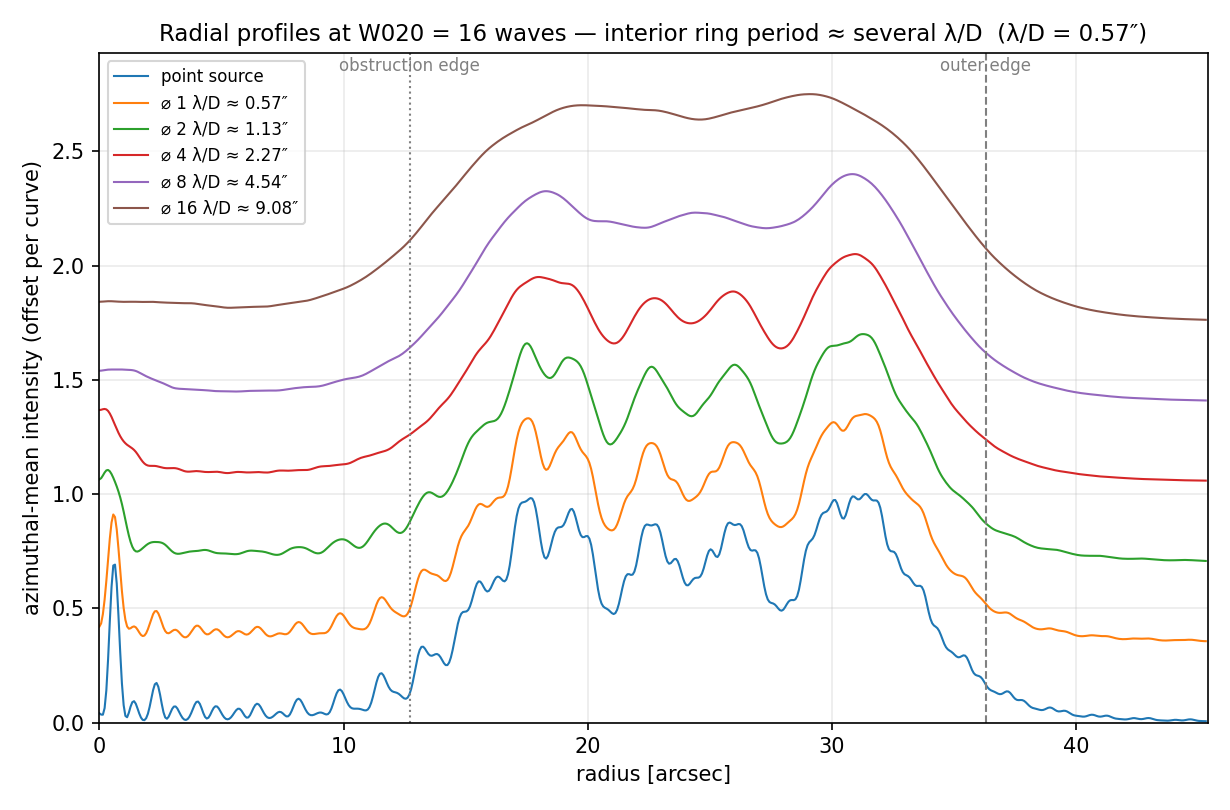 Radial profiles at W020 = 16 waves — interior ring period ≈ several λ/D  (λ/D = 0.57″)
obstruction edge
outer edge
point source
⌀ 1 λ/D ≈ 0.57″
⌀ 2 λ/D ≈ 1.13″
⌀ 4 λ/D ≈ 2.27″
⌀ 8 λ/D ≈ 4.54″
⌀ 16 λ/D ≈ 9.08″
azimuthal-mean intensity (offset per curve)
2.5
2.0
1.5
1.0
0.5
0.0
0 10 20 30 40
radius [arcsec]